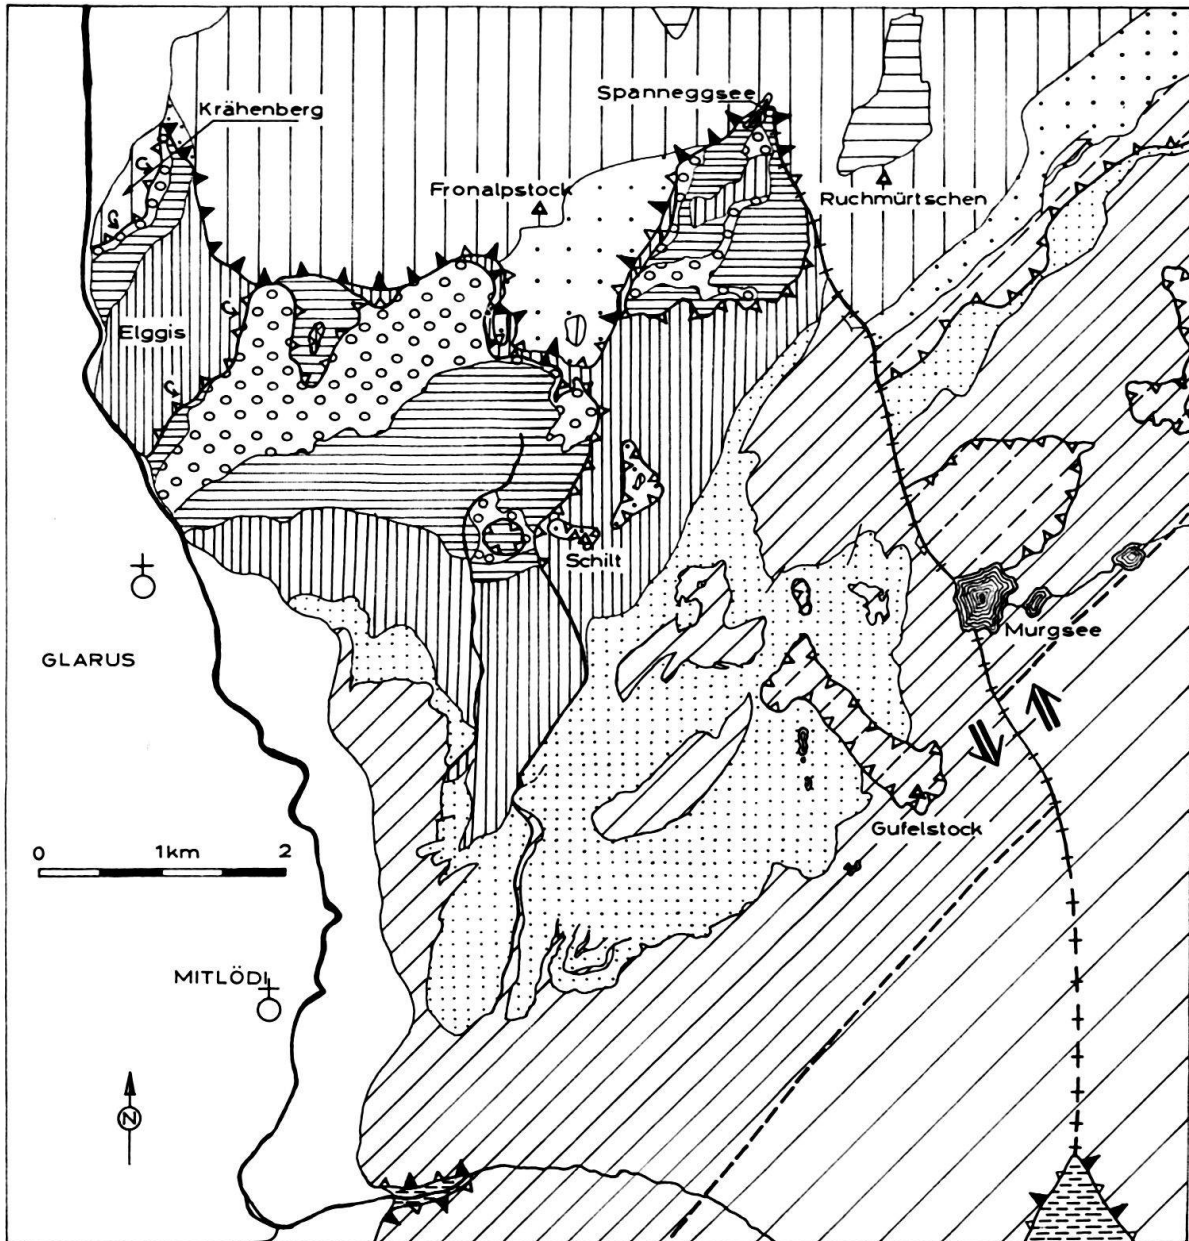 Krähenberg
Spanneggsee
Fronalpstock
Ruchmürtschen
Elggis
Schilt
GLARUS
Murgsee
Gufelstock
0 1km 2
MITLÖDI
N